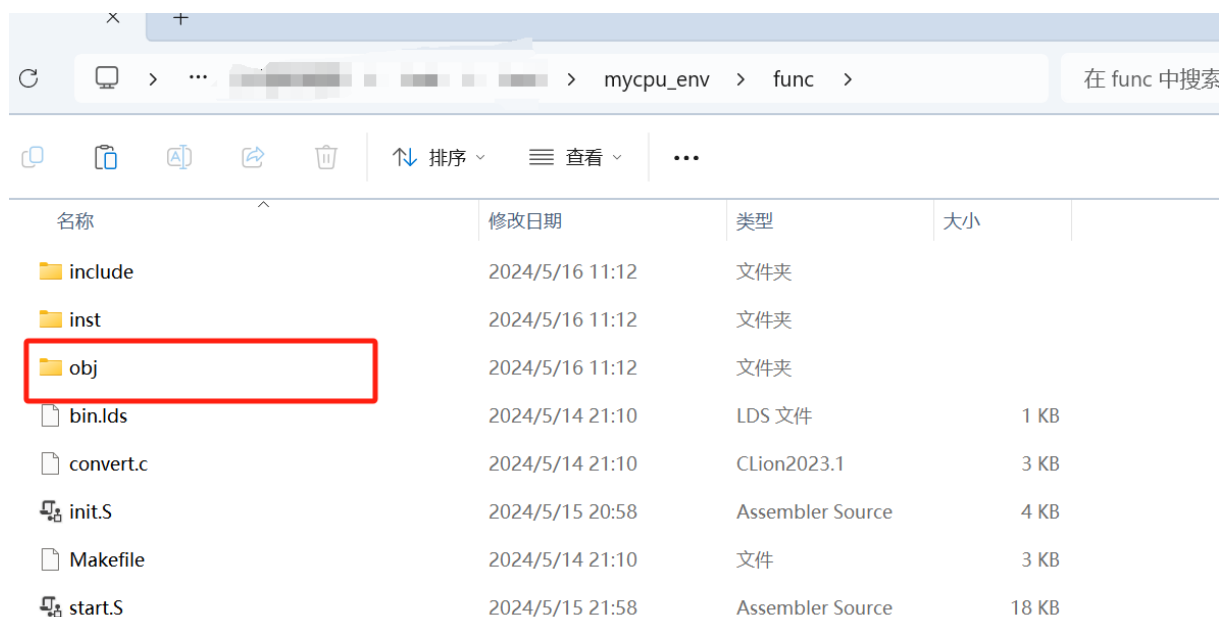 mycpu_env > func >
在 func 中搜索
排序
查看
名称 修改日期 类型 大小
include 2024/5/16 11:12 文件夹
inst 2024/5/16 11:12 文件夹
obj 2024/5/16 11:12 文件夹
bin.lds 2024/5/14 21:10 LDS 文件 1 KB
convert.c 2024/5/14 21:10 CLion2023.1 3 KB
init.S 2024/5/15 20:58 Assembler Source 4 KB
Makefile 2024/5/14 21:10 文件 3 KB
start.S 2024/5/15 21:58 Assembler Source 18 KB